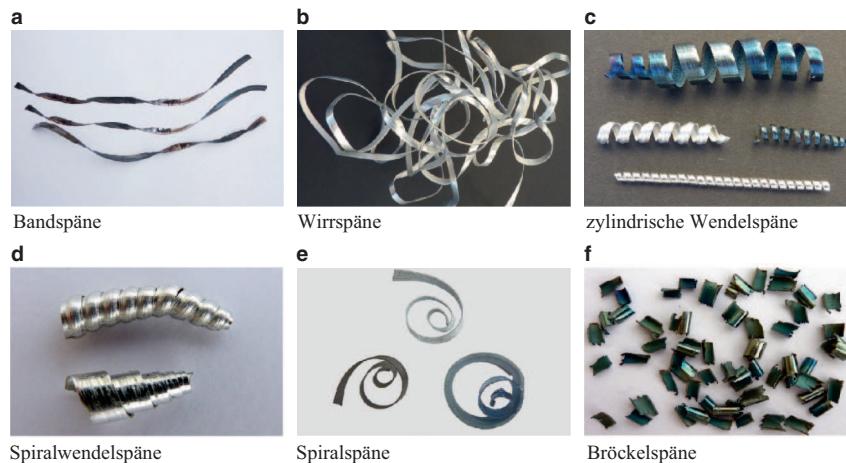 a
b
c
Bandspäne
Wirrspäne
zylindrische Wendelspäne
d
e
f
Spiralwendelspäne
Spiralspäne
Bröckelspäne